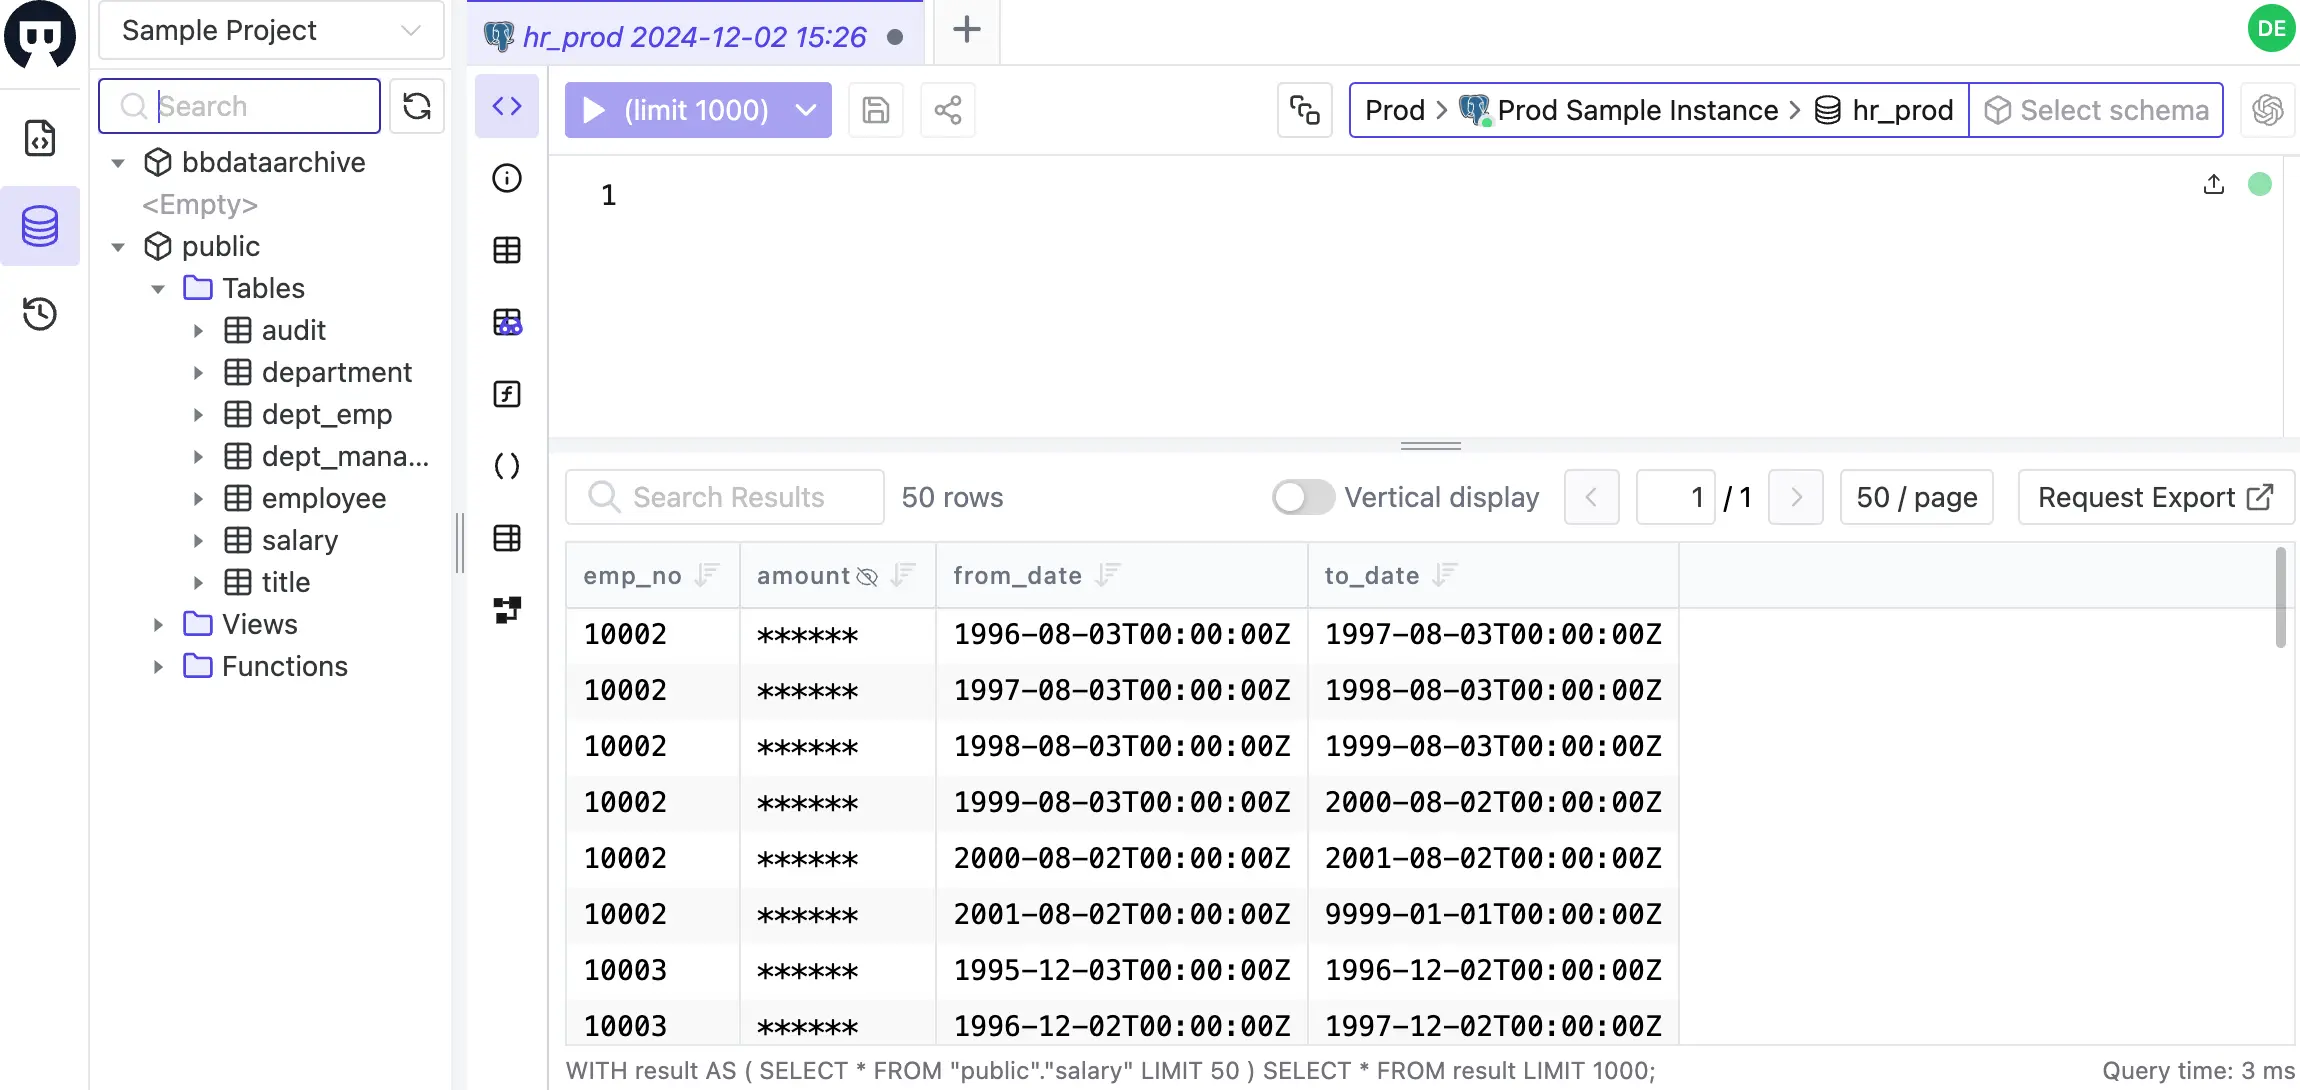 Sample Project
Search
bbdataarchive
<Empty>
public
Tables
audit
department
dept_emp
dept_mana...
employee
salary
title
Views
Functions
hr_prod 2024-12-02 15:26
DE
(limit 1000)
Prod > Prod Sample Instance > hr_prod Select schema
1
Search Results 50 rows Vertical display 1 / 1 50 / page Request Export
emp_no amount from_date to_date
10002 ****** 1996-08-03T00:00:00Z 1997-08-03T00:00:00Z
10002 ****** 1997-08-03T00:00:00Z 1998-08-03T00:00:00Z
10002 ****** 1998-08-03T00:00:00Z 1999-08-03T00:00:00Z
10002 ****** 1999-08-03T00:00:00Z 2000-08-02T00:00:00Z
10002 ****** 2000-08-02T00:00:00Z 2001-08-02T00:00:00Z
10002 ****** 2001-08-02T00:00:00Z 9999-01-01T00:00:00Z
10003 ****** 1995-12-03T00:00:00Z 1996-12-02T00:00:00Z
10003 ****** 1996-12-02T00:00:00Z 1997-12-02T00:00:00Z
WITH result AS ( SELECT * FROM "public"."salary" LIMIT 50 ) SELECT * FROM result LIMIT 1000;
Query time: 3 ms